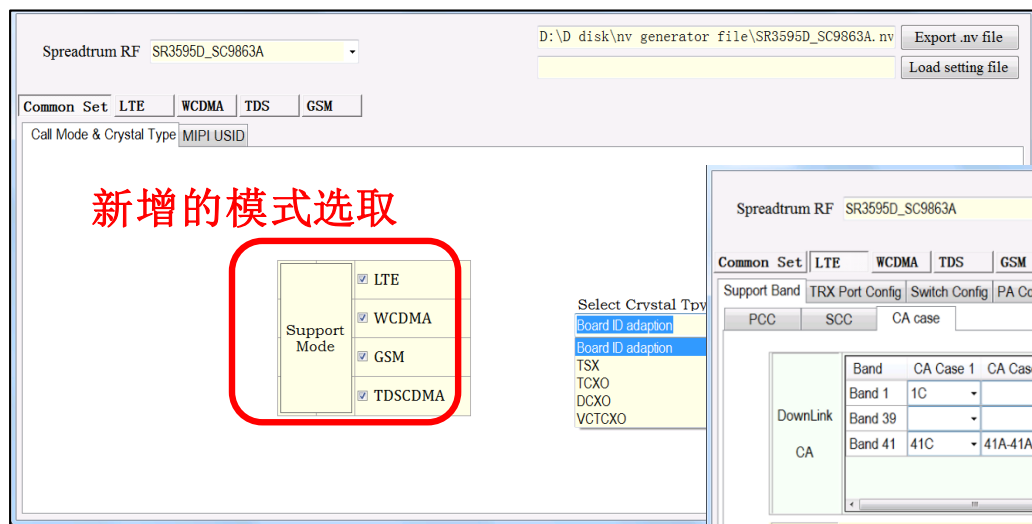 Spreadtrum RF SR3595D_SC9863A
D:\D disk\nv generator file\SR3595D_SC9863A.nv Export .nv file
Load setting file
Common Set LTE WCDMA TDS GSM
Call Mode & Crystal Type MIPI USID
新增的模式选取
Support Mode
LTE
WCDMA
GSM
TDSCDMA
Select Crystal Tpy
Board ID adaption
Board ID adaption
TSX
TCXO
DCXO
VCTCXO
Spreadtrum RF SR3595D_SC9863A
Common Set LTE WCDMA TDS GSM
Support Band TRX Port Config Switch Config PA Co
PCC SCC CA case
Band CA Case 1 CA Cas
Band 1 1C
Band 39
Band 41 41C 41A-41A
DownLink
CA